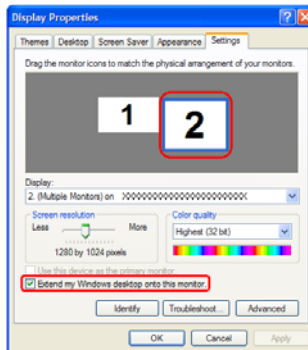 Display Properties
Themes Desktop Screen Saver Appearance Settings
Drag the monitor icons to match the physical arrangement of your monitors.
1 2
Display:
2. (Multiple Monitors) on XXXXXXXXXXXXXXXXXXXXXXX
Screen resolution
Less More
1280 by 1024 pixels
Color quality
Highest (32 bit)
Use this device as the primary monitor.
Extend my Windows desktop onto this monitor.
Identify Troubleshoot... Advanced
OK Cancel Apply